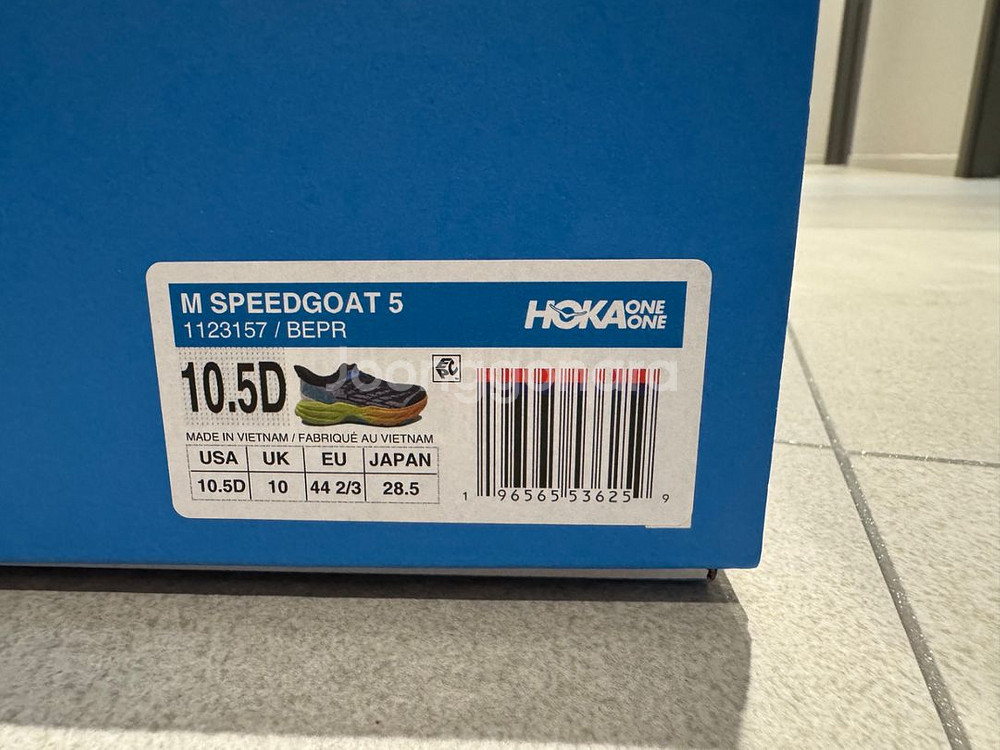 M SPEEDGOAT 5
1123157 / BEPR
HOKA ONE ONE
10.5D
Joonggonara
MADE IN VIETNAM / FABRIQUÉ AU VIETNAM
USA UK EU JAPAN
10.5D 10 44 2/3 28.5
1 96565 53625 9